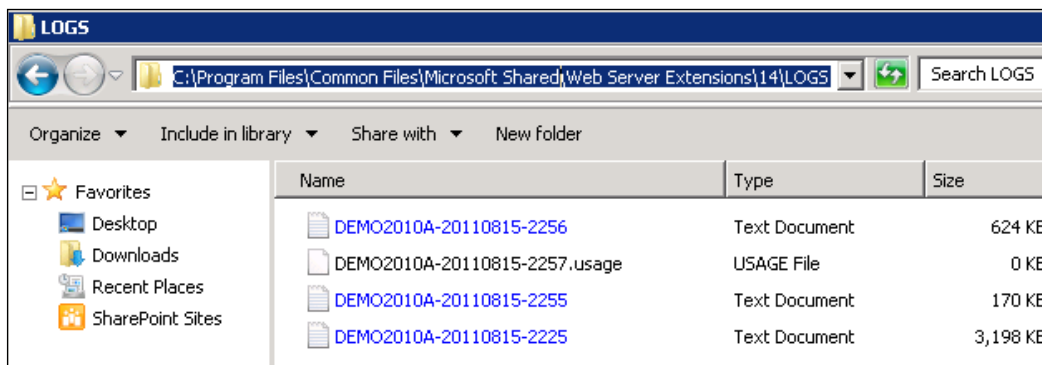 LOGS
C:\Program Files\Common Files\Microsoft Shared\Web Server Extensions\14\LOGS Search LOGS
Organize Include in library Share with New folder
Favorites
Desktop
Downloads
Recent Places
SharePoint Sites
Name Type Size
DEMO2010A-20110815-2256 Text Document 624 KB
DEMO2010A-20110815-2257.usage USAGE File 0 KB
DEMO2010A-20110815-2255 Text Document 170 KB
DEMO2010A-20110815-2225 Text Document 3,198 KB